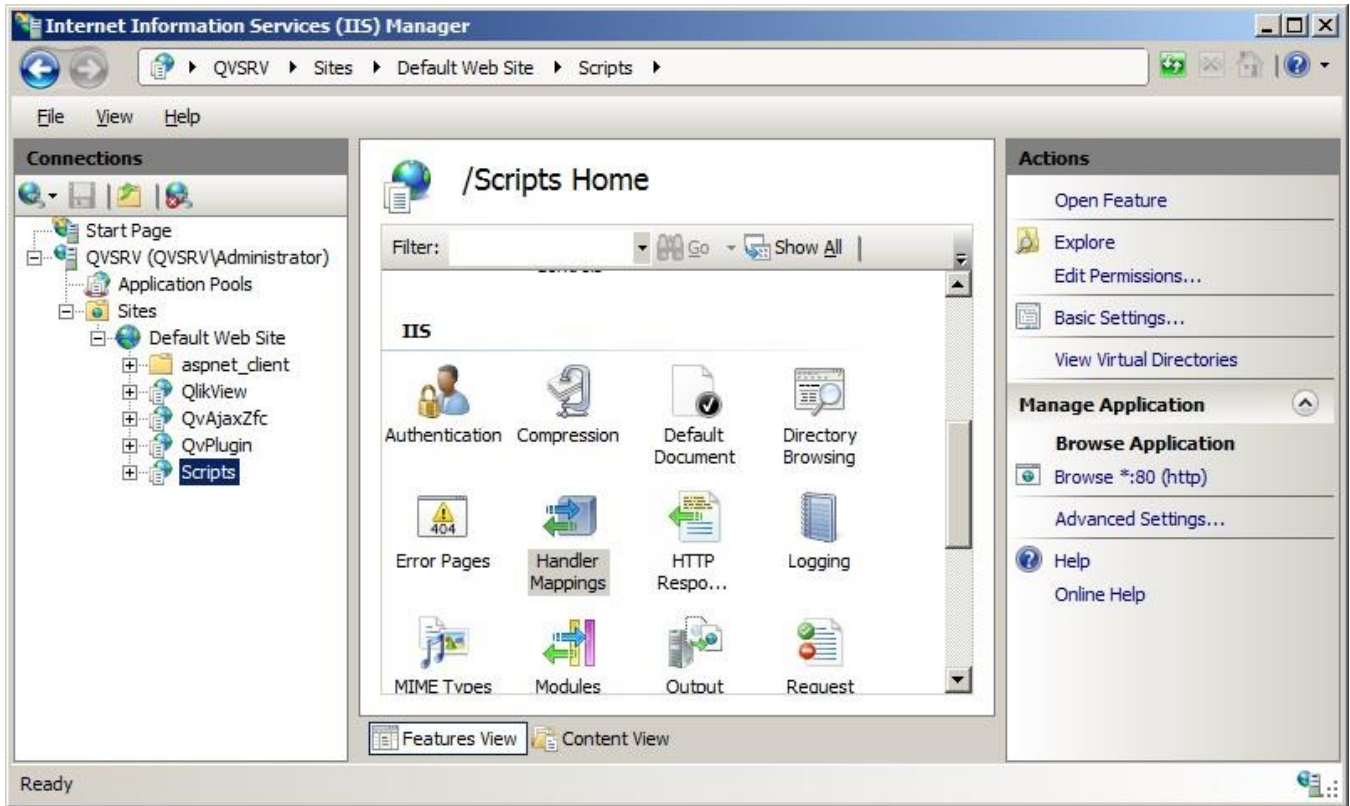 Internet Information Services (IIS) Manager
QVSRV Sites Default Web Site Scripts
File View Help
Connections
Start Page
QVSRV (QVSRV\Administrator)
Application Pools
Sites
Default Web Site
aspnet_client
QlikView
QvAjaxZfc
QvPlugin
Scripts
/Scripts Home
Filter: Go Show All
IIS
Authentication Compression Default Document Directory Browsing
404
Error Pages Handler Mappings HTTP Respo... Logging
MIME Types Modules Output Request
Features View Content View
Actions
Open Feature
Explore
Edit Permissions...
Basic Settings...
View Virtual Directories
Manage Application
Browse Application
Browse *:80 (http)
Advanced Settings...
Help
Online Help
Ready